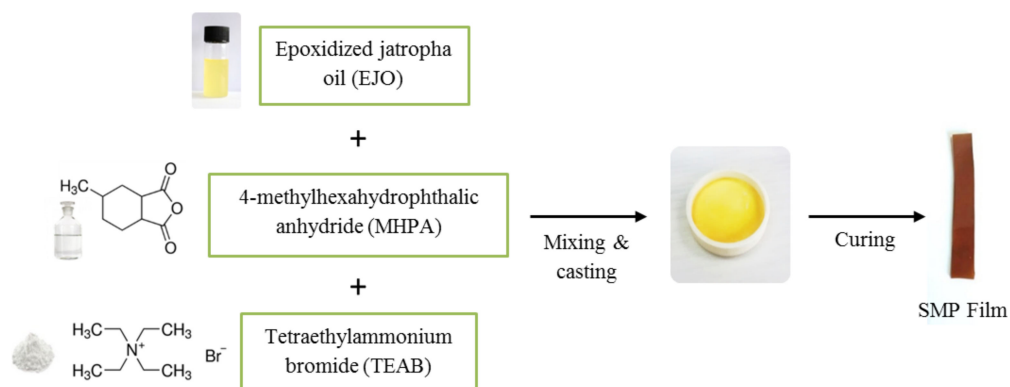 Epoxidized jatropha
oil (EJO)
+
H₃C
O
O
O
4-methylhexahydrophthalic
anhydride (MHPA)
Mixing &
casting
Curing
SMP Film
+
H₃C
CH₃
N⁺
Br⁻
H₃C
CH₃
Tetraethylammonium
bromide (TEAB)